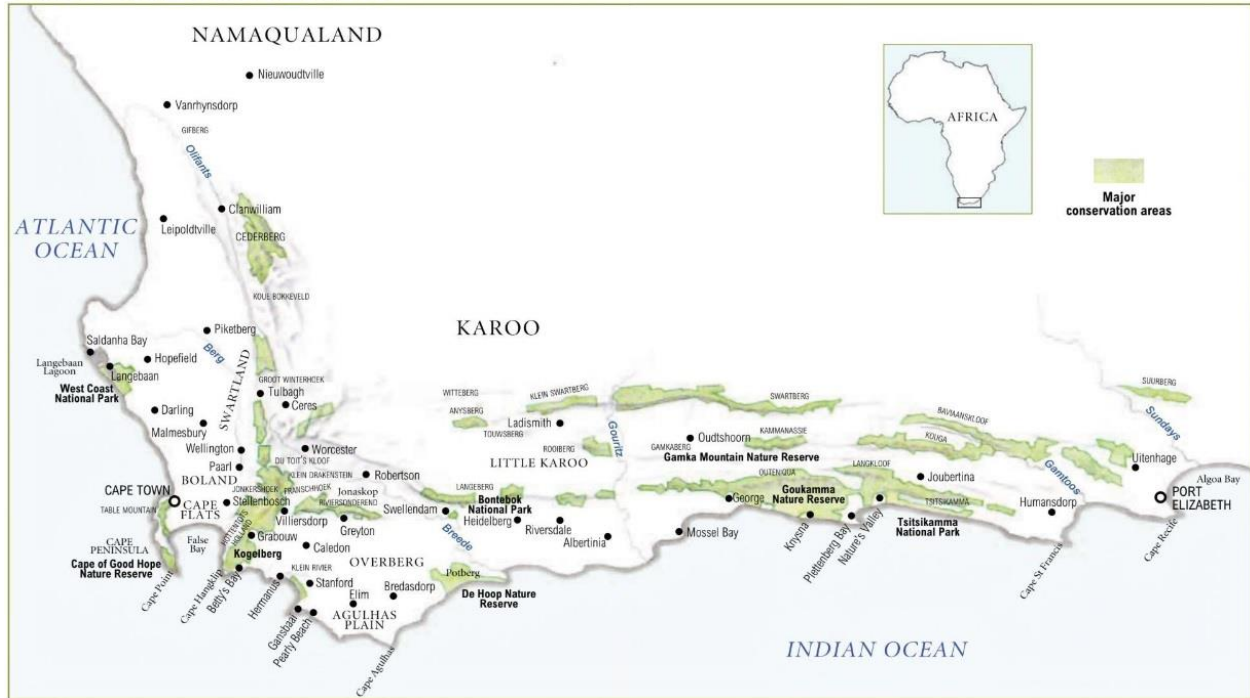 NAMAQUALAND
Nieuwoudtville
Vanrhynsdorp
GIFBERG
Olifants
AFRICA
Major
conservation areas
Clanwilliam
Leipoldtville
CEDERBERG
ATLANTIC
OCEAN
KOUE BOKKEVELD
KAROO
Piketberg
Berg
Saldanha Bay
Langebaan
Lagoon
Hopefield
Langebaan
West Coast
National Park
SWARTLAND
GROOT WINTERHOEK
Tulbagh
Ceres
Darling
Malmesbury
WITTEBERG
KLEIN SWARTBERG
SWARTBERG
ANYSBERG
Ladismith
TOUWSBERG
Gouritz
SUURBERG
BAVIAANSKLOOF
Sundays
Wellington
Worcester
DU TOIT'S KLOOF
Paarl
BOLAND
KLEIN DRAKENSTEIN
Robertson
ROOIBERG
LITTLE KAROO
Oudtshoorn
KAMMANASSIE
GAMKABERG
Gamka Mountain Nature Reserve
KOUGA
Gamtoos
Uitenhage
Algoa Bay
CAPE TOWN
JONKERSHOEK
FRANSCHHOEK
Jonaskop
LANGEBERG
Bontebok
National Park
OUTENIQUA
LANGKLOOF
Joubertina
PORT
ELIZABETH
TABLE MOUNTAIN
CAPE
FLATS
Stellenbosch
RIVIERSONDEREND
Villiersdorp
Greyton
Swellendam
Heidelberg
Riversdale
George
Goukamma
Nature Reserve
TSITSIKAMMA
Humansdorp
HOTTENTOTS
HOLLAND
Grabouw
Caledon
Breede
Albertinia
Mossel Bay
Knysna
Plettenberg Bay
Nature's Valley
Tsitsikamma
National Park
Cape St Francis
Cape Recife
CAPE
PENINSULA
False
Bay
Cape of Good Hope
Nature Reserve
Kogelberg
OVERBERG
KLEIN RIVIER
Cape Point
Cape Hangklip
Betty's Bay
Hermanus
Stanford
Elim
Bredasdorp
Potberg
De Hoop Nature
Reserve
AGULHAS
PLAIN
Gansbaai
Pearly Beach
Cape Agulhas
INDIAN OCEAN